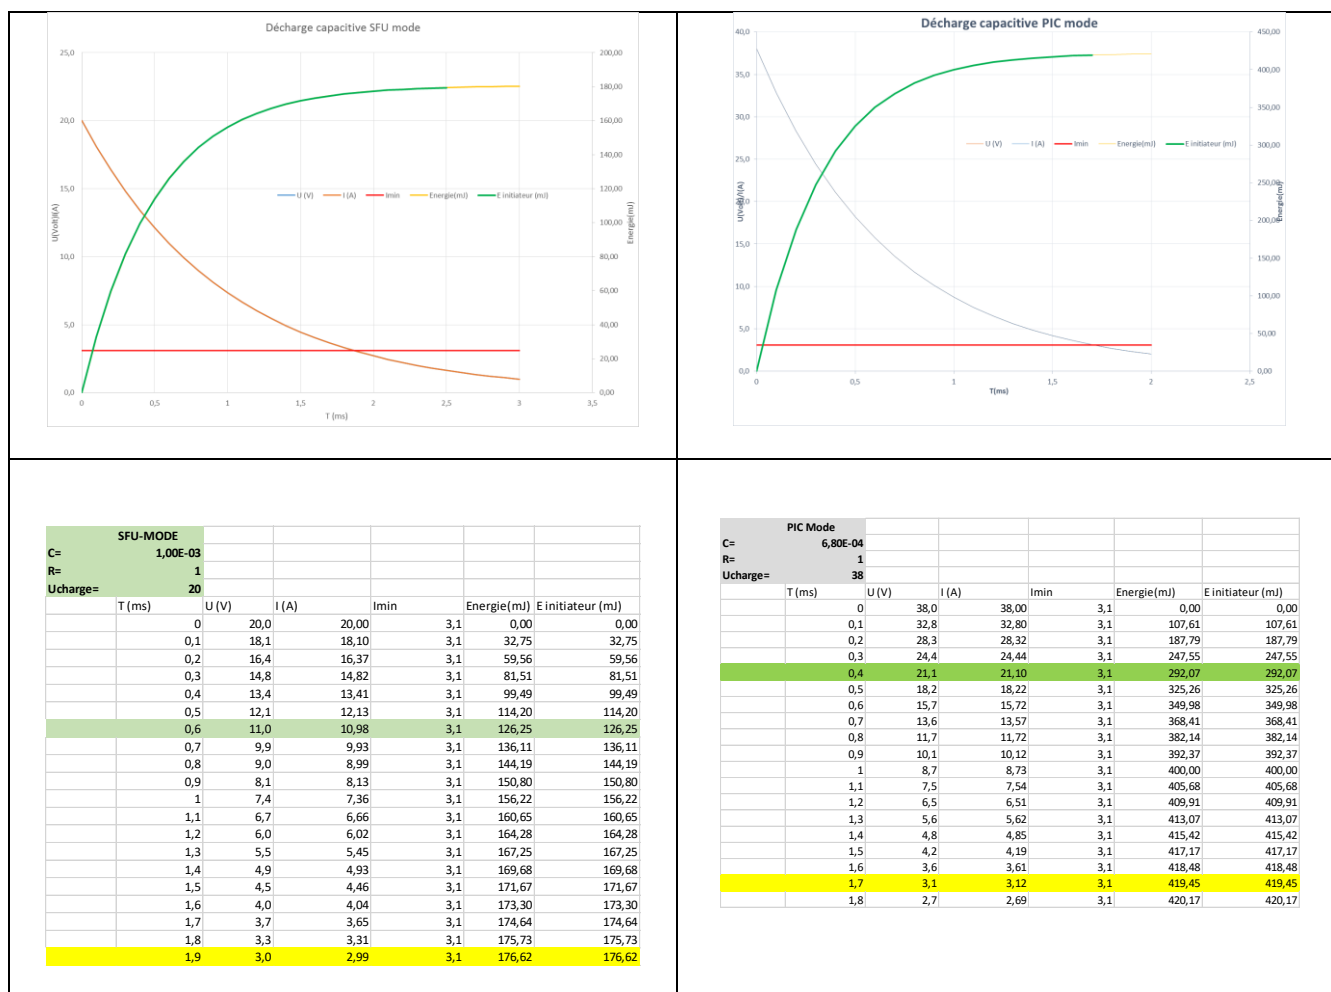 Décharge capacitive SFU mode
25,0
20,0
15,0
10,0
5,0
0,0
U(Volt)I(A)
200,00
180,00
160,00
140,00
120,00
100,00
80,00
60,00
40,00
20,00
0,00
Energie(mJ)
U (V) I (A) Imin Energie(mJ) E initiateur (mJ)
0 0,5 1 1,5 2 2,5 3 3,5
T (ms)
Décharge capacitive PIC mode
40,0
35,0
30,0
25,0
20,0
15,0
10,0
5,0
0,0
U(Volt)/I(A)
450,00
400,00
350,00
300,00
250,00
200,00
150,00
100,00
50,00
0,00
Energie(mJ)
U (V) I (A) Imin Energie(mJ) E initiateur (mJ)
0 0,5 1 1,5 2 2,5
T(ms)
SFU-MODE
C= 1,00E-03
R= 1
Ucharge= 20
T (ms) U (V) I (A) Imin Energie(mJ) E initiateur (mJ)
0 20,0 20,00 3,1 0,00 0,00
0,1 18,1 18,10 3,1 32,75 32,75
0,2 16,4 16,37 3,1 59,56 59,56
0,3 14,8 14,82 3,1 81,51 81,51
0,4 13,4 13,41 3,1 99,49 99,49
0,5 12,1 12,13 3,1 114,20 114,20
0,6 11,0 10,98 3,1 126,25 126,25
0,7 9,9 9,93 3,1 136,11 136,11
0,8 9,0 8,99 3,1 144,19 144,19
0,9 8,1 8,13 3,1 150,80 150,80
1 7,4 7,36 3,1 156,22 156,22
1,1 6,7 6,66 3,1 160,65 160,65
1,2 6,0 6,02 3,1 164,28 164,28
1,3 5,5 5,45 3,1 167,25 167,25
1,4 4,9 4,93 3,1 169,68 169,68
1,5 4,5 4,46 3,1 171,67 171,67
1,6 4,0 4,04 3,1 173,30 173,30
1,7 3,7 3,65 3,1 174,64 174,64
1,8 3,3 3,31 3,1 175,73 175,73
1,9 3,0 2,99 3,1 176,62 176,62
PIC Mode
C= 6,80E-04
R= 1
Ucharge= 38
T (ms) U (V) I (A) Imin Energie(mJ) E initiateur (mJ)
0 38,0 38,00 3,1 0,00 0,00
0,1 32,8 32,80 3,1 107,61 107,61
0,2 28,3 28,32 3,1 187,79 187,79
0,3 24,4 24,44 3,1 247,55 247,55
0,4 21,1 21,10 3,1 292,07 292,07
0,5 18,2 18,22 3,1 325,26 325,26
0,6 15,7 15,72 3,1 349,98 349,98
0,7 13,6 13,57 3,1 368,41 368,41
0,8 11,7 11,72 3,1 382,14 382,14
0,9 10,1 10,12 3,1 392,37 392,37
1 8,7 8,73 3,1 400,00 400,00
1,1 7,5 7,54 3,1 405,68 405,68
1,2 6,5 6,51 3,1 409,91 409,91
1,3 5,6 5,62 3,1 413,07 413,07
1,4 4,8 4,85 3,1 415,42 415,42
1,5 4,2 4,19 3,1 417,17 417,17
1,6 3,6 3,61 3,1 418,48 418,48
1,7 3,1 3,12 3,1 419,45 419,45
1,8 2,7 2,69 3,1 420,17 420,17